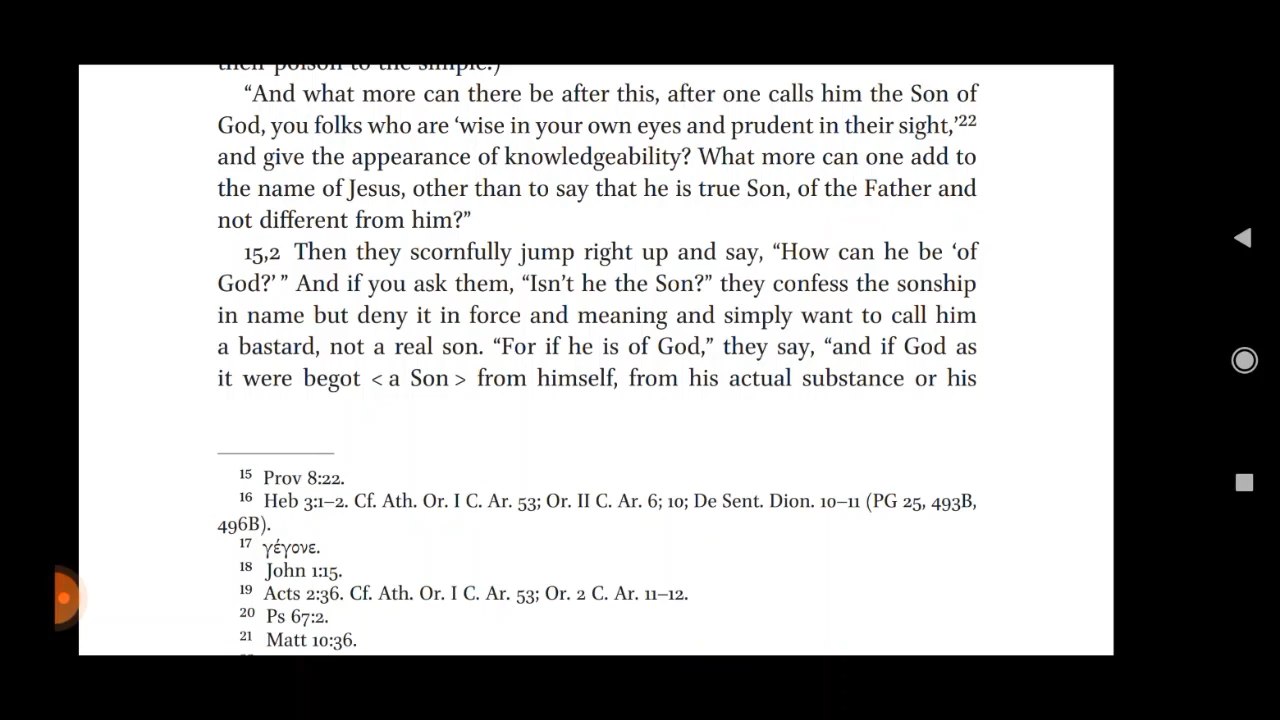 their poison to the simple.)
“And what more can there be after this, after one calls him the Son of
God, you folks who are ‘wise in your own eyes and prudent in their sight,’22
and give the appearance of knowledgeability? What more can one add to
the name of Jesus, other than to say that he is true Son, of the Father and
not different from him?”
15,2 Then they scornfully jump right up and say, “How can he be ‘of
God?’ ” And if you ask them, “Isn’t he the Son?” they confess the sonship
in name but deny it in force and meaning and simply want to call him
a bastard, not a real son. “For if he is of God,” they say, “and if God as
it were begot < a Son > from himself, from his actual substance or his
15 Prov 8:22.
16 Heb 3:1–2. Cf. Ath. Or. I C. Ar. 53; Or. II C. Ar. 6; 10; De Sent. Dion. 10–11 (PG 25, 493B,
496B).
17 γέγονε.
18 John 1:15.
19 Acts 2:36. Cf. Ath. Or. I C. Ar. 53; Or. 2 C. Ar. 11–12.
20 Ps 67:2.
21 Matt 10:36.